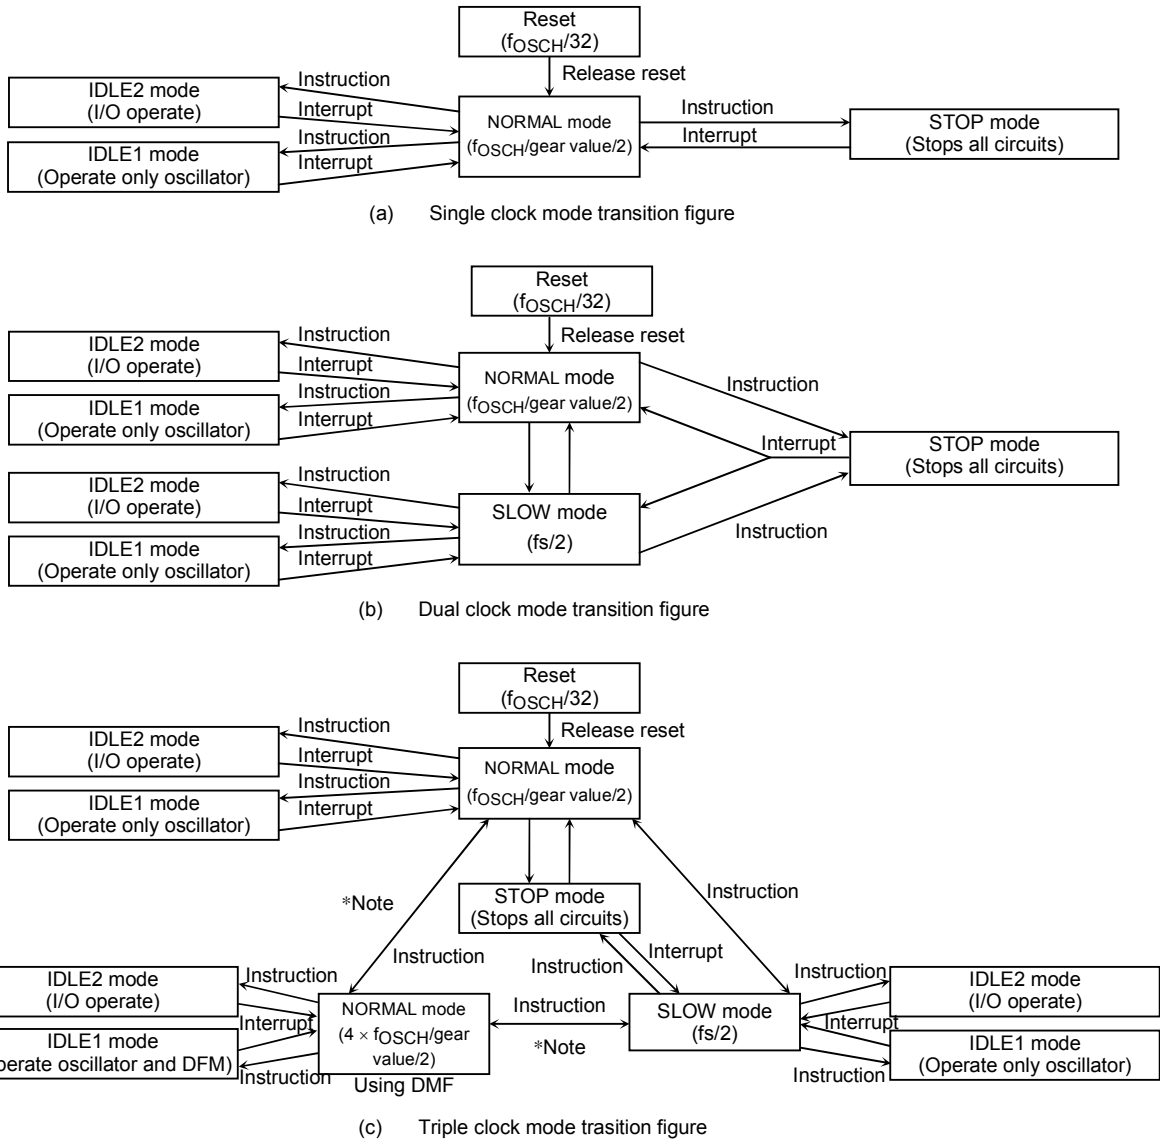 Reset
(fOSCH/32)
Release reset
IDLE2 mode
(I/O operate)
Instruction
Interrupt
IDLE1 mode
(Operate only oscillator)
Instruction
Interrupt
NORMAL mode
(fOSCH/gear value/2)
Instruction
Interrupt
STOP mode
(Stops all circuits)
(a) Single clock mode transition figure
Reset
(fOSCH/32)
Release reset
IDLE2 mode
(I/O operate)
Instruction
Interrupt
IDLE1 mode
(Operate only oscillator)
Instruction
Interrupt
NORMAL mode
(fOSCH/gear value/2)
Instruction
Interrupt
STOP mode
(Stops all circuits)
IDLE2 mode
(I/O operate)
Instruction
Interrupt
IDLE1 mode
(Operate only oscillator)
Instruction
Interrupt
SLOW mode
(fs/2)
Instruction
(b) Dual clock mode transition figure
Reset
(fOSCH/32)
Release reset
IDLE2 mode
(I/O operate)
Instruction
Interrupt
IDLE1 mode
(Operate only oscillator)
Instruction
Interrupt
NORMAL mode
(fOSCH/gear value/2)
*Note
STOP mode
(Stops all circuits)
Instruction
Instruction
Instruction
Interrupt
IDLE2 mode
(I/O operate)
Instruction
Interrupt
IDLE1 mode
perate oscillator and DFM)
Instruction
NORMAL mode
(4 × fOSCH/gear
value/2)
Using DMF
Instruction
*Note
SLOW mode
(fs/2)
Instruction
Interrupt
Instruction
IDLE2 mode
(I/O operate)
IDLE1 mode
(Operate only oscillator)
(c) Triple clock mode trasition figure